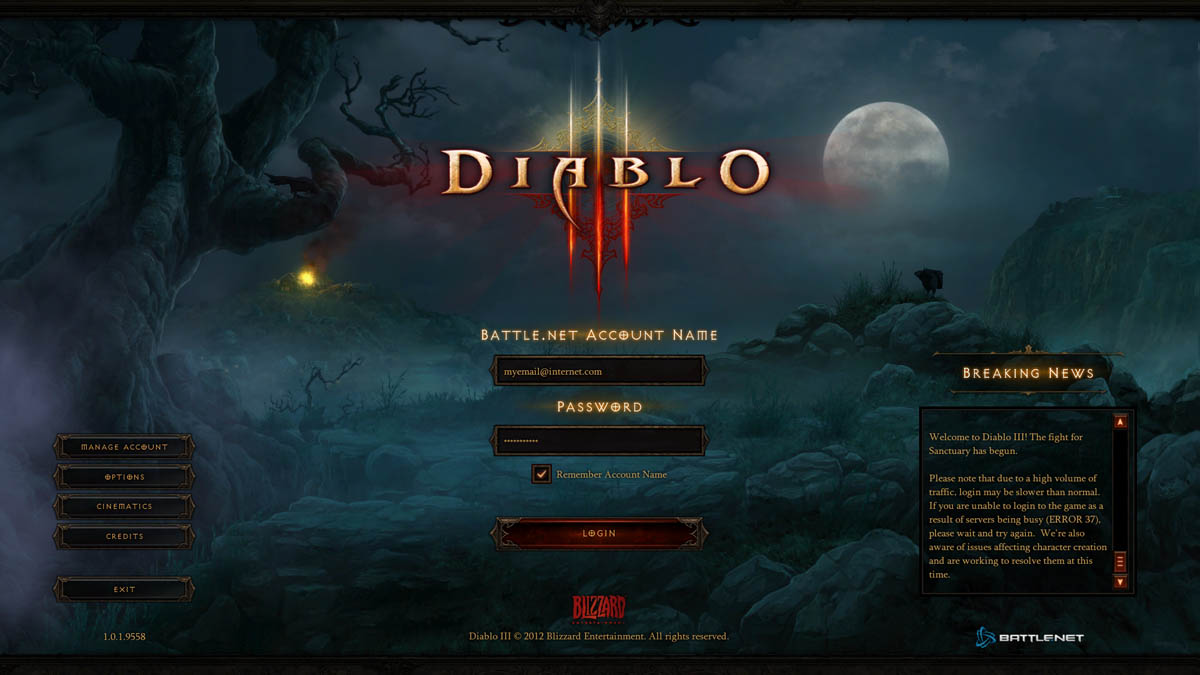 DIABLO
III
BATTLE.NET ACCOUNT NAME
myemail@internet.com
PASSWORD
***********
Remember Account Name
LOGIN
MANAGE ACCOUNT
OPTIONS
CINEMATICS
CREDITS
EXIT
1.0.1.9558
BREAKING NEWS
Welcome to Diablo III! The fight for
Sanctuary has begun.
Please note that due to a high volume of
traffic, login may be slower than normal.
If you are unable to login to the game as a
result of servers being busy (ERROR 37),
please wait and try again.  We're also
aware of issues affecting character creation
and are working to resolve them at this
time.
BLIZZARD
ENTERTAINMENT
Diablo III © 2012 Blizzard Entertainment. All rights reserved.
BATTLE.NET